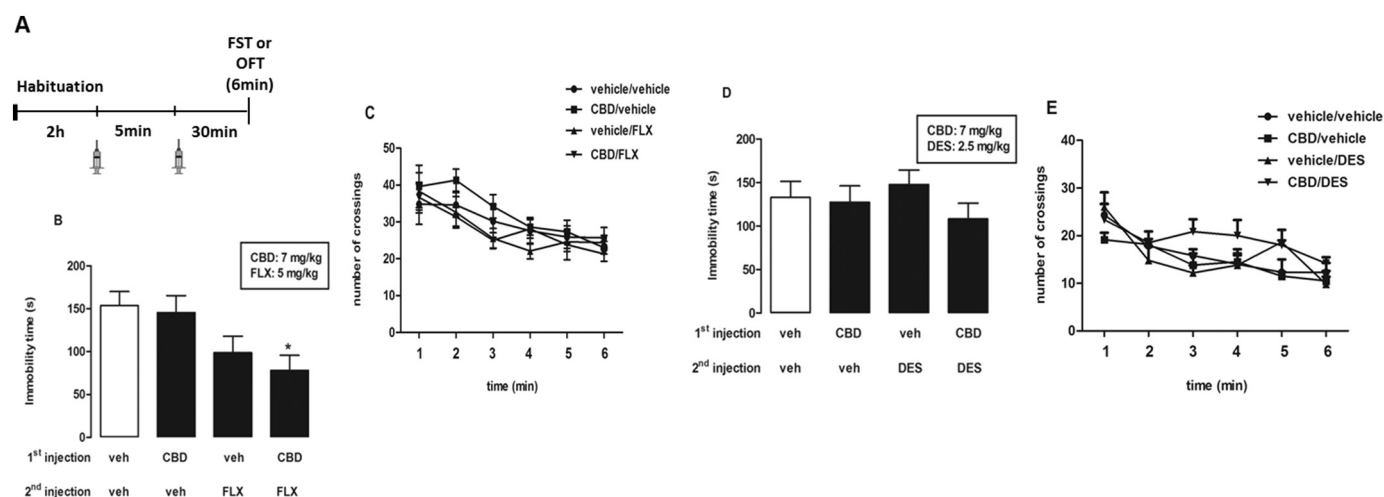 A
FST or
OFT
(6min)
Habituation
2h
5min
30min
B
CBD: 7 mg/kg
FLX: 5 mg/kg
Immobility time (s)
200
150
100
50
0
*
1st injection veh CBD veh CBD
2nd injection veh veh FLX FLX
C
vehicle/vehicle
CBD/vehicle
vehicle/FLX
CBD/FLX
number of crossings
50
40
30
20
10
0
1 2 3 4 5 6
time (min)
D
CBD: 7 mg/kg
DES: 2.5 mg/kg
Immobility time (s)
200
150
100
50
0
1st injection veh CBD veh CBD
2nd injection veh veh DES DES
E
vehicle/vehicle
CBD/vehicle
vehicle/DES
CBD/DES
number of crossings
40
30
20
10
0
1 2 3 4 5 6
time (min)